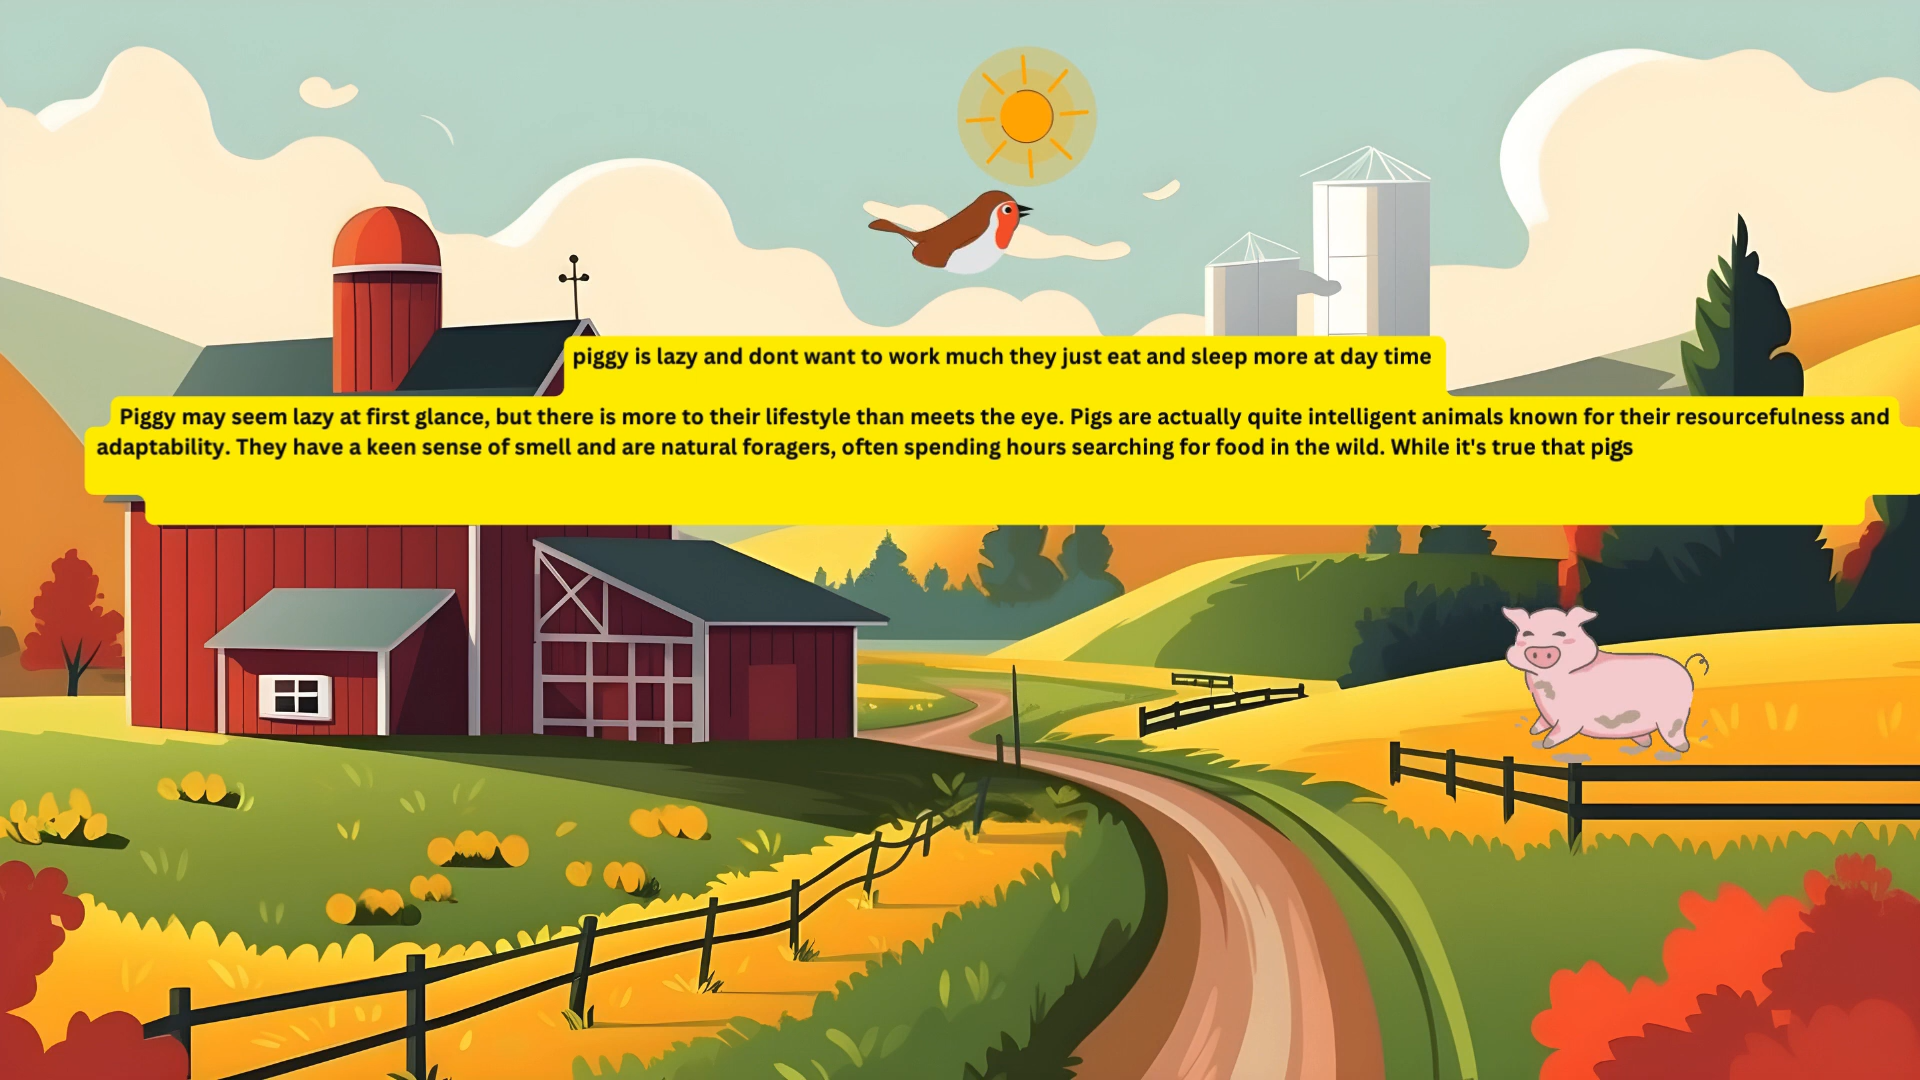 piggy is lazy and dont want to work much they just eat and sleep more at day time
Piggy may seem lazy at first glance, but there is more to their lifestyle than meets the eye. Pigs are actually quite intelligent animals known for their resourcefulness and
adaptability. They have a keen sense of smell and are natural foragers, often spending hours searching for food in the wild. While it's true that pigs